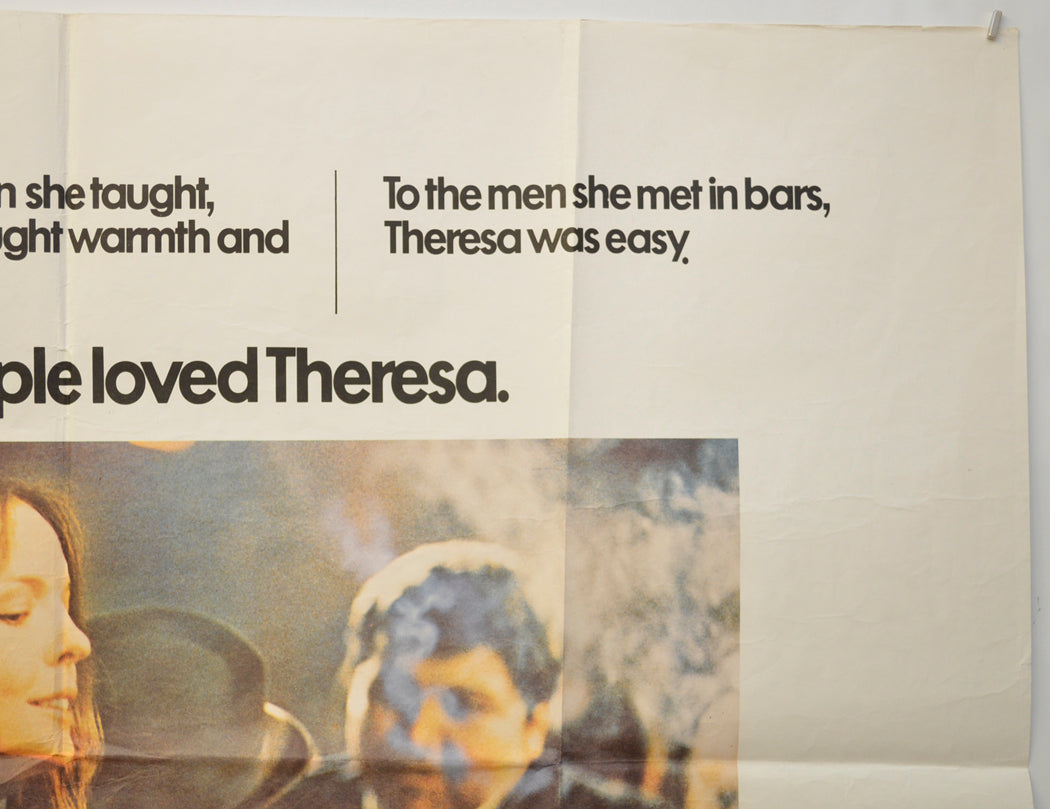 n she taught,
ught warmth and
To the men she met in bars,
Theresa was easy.
ple loved Theresa.